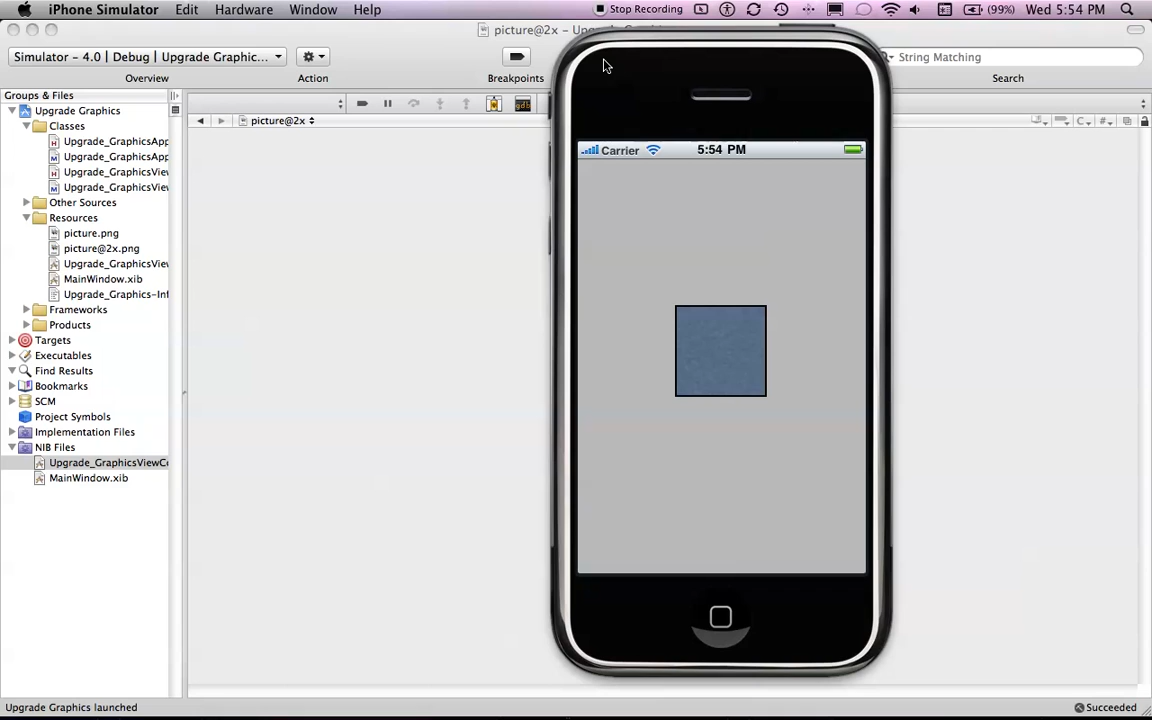 iPhone Simulator Edit Hardware Window Help Stop Recording (99%) Wed 5:54 PM
picture@2x – Up
Simulator - 4.0 | Debug | Upgrade Graphic...
String Matching
Overview Action Breakpoints Search
Groups & Files
picture@2x
Upgrade Graphics
Classes
Upgrade_GraphicsApp
Upgrade_GraphicsApp
Upgrade_GraphicsView
Upgrade_GraphicsView
Other Sources
Resources
picture.png
picture@2x.png
Upgrade_GraphicsView
MainWindow.xib
Upgrade_Graphics-Inf
Frameworks
Products
Targets
Executables
Find Results
Bookmarks
SCM
Project Symbols
Implementation Files
NIB Files
Upgrade_GraphicsViewCo
MainWindow.xib
Carrier 5:54 PM
Upgrade Graphics launched
Succeeded